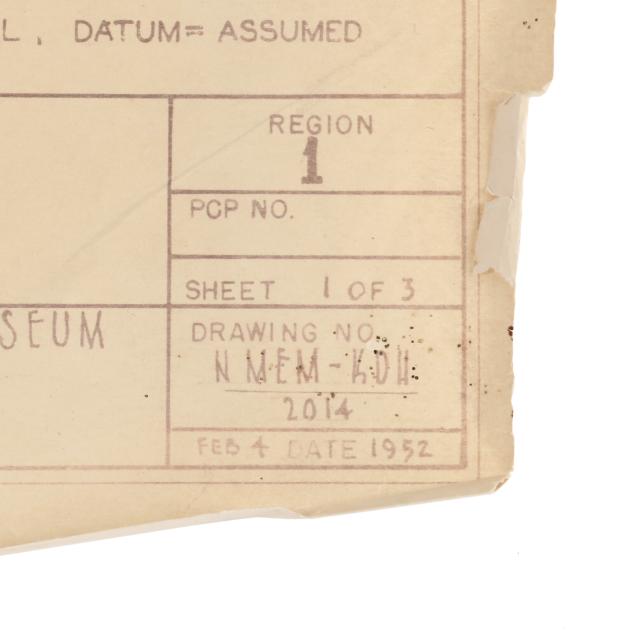 L, DATUM= ASSUMED
REGION
1
PCP NO.
SHEET 1 OF 3
SEUM
DRAWING NO.
N MEM-KDH
2014
FEB 4 DATE 1952